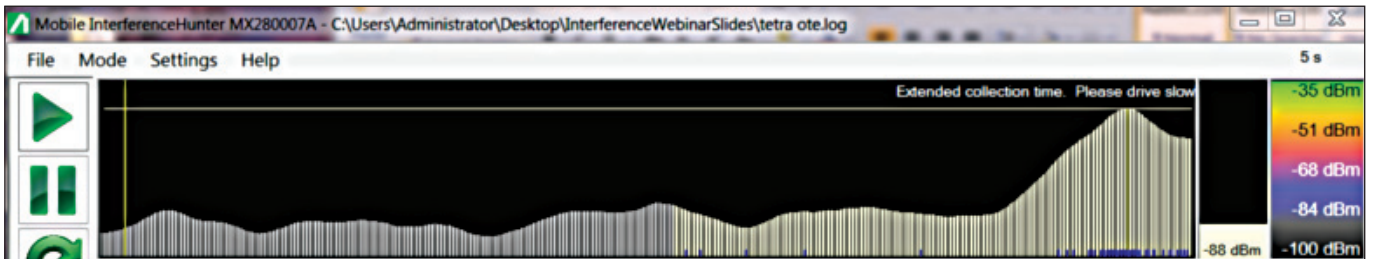 Mobile InterferenceHunter MX280007A - C:\Users\Administrator\Desktop\InterferenceWebinarSlides\tetra ote.log
File Mode Settings Help 5 s
Extended collection time. Please drive slow
-35 dBm
-51 dBm
-68 dBm
-84 dBm
-88 dBm
-100 dBm